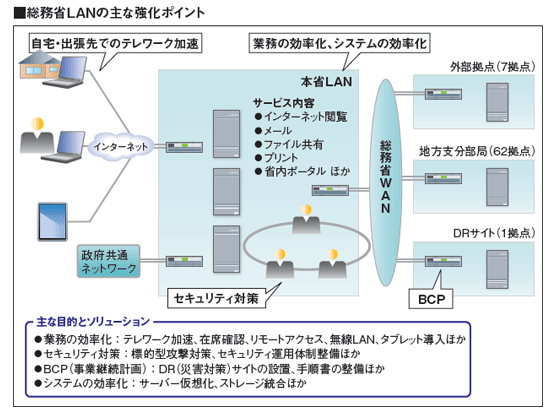 ■総務省LANの主な強化ポイント
自宅・出張先でのテレワーク加速
業務の効率化、システムの効率化
本省LAN
サービス内容
●インターネット閲覧
●メール
●ファイル共有
●プリント
●省内ポータル ほか
インターネット
政府共通
ネットワーク
セキュリティ対策
総務省WAN
外部拠点(7拠点)
地方支分部局(62拠点)
DRサイト(1拠点)
BCP
主な目的とソリューション
●業務の効率化：テレワーク加速、在席確認、リモートアクセス、無線LAN、タブレット導入ほか
●セキュリティ対策：標的型攻撃対策、セキュリティ運用体制整備ほか
●BCP(事業継続計画)：DR(災害対策)サイトの設置、手順書の整備ほか
●システムの効率化：サーバー仮想化、ストレージ統合ほか